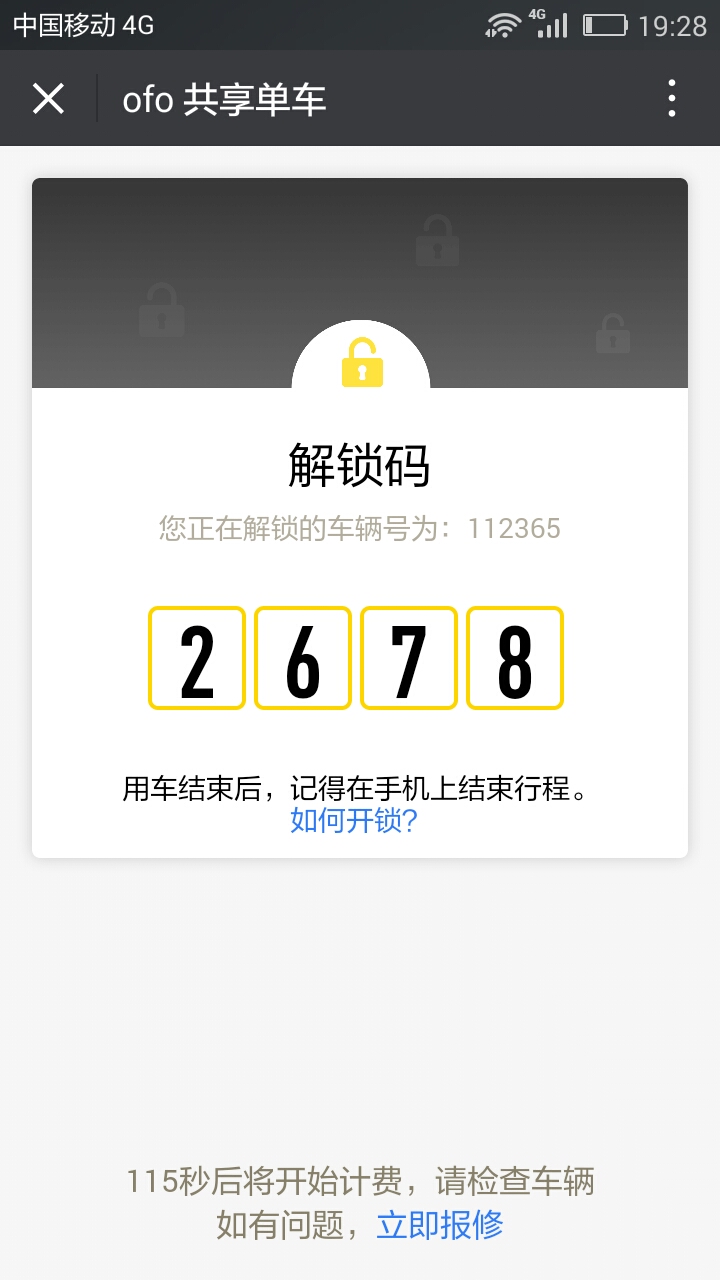 中国移动 4G 4G 19:28
ofo 共享单车
解锁码
您正在解锁的车辆号为：112365
2 6 7 8
用车结束后，记得在手机上结束行程。
如何开锁?
115秒后将开始计费，请检查车辆
如有问题，立即报修